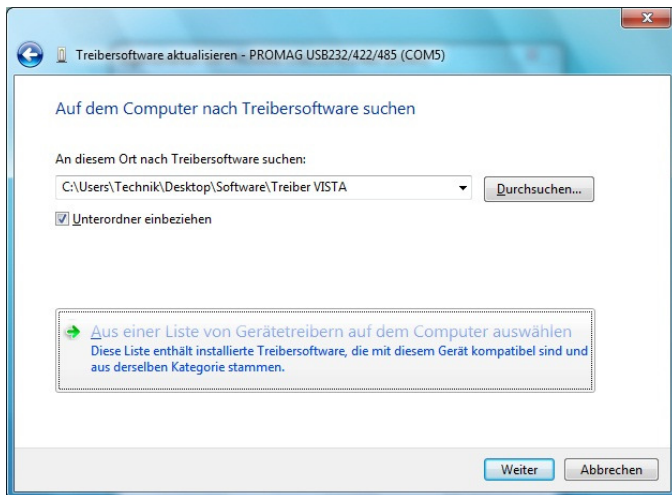 Treibersoftware aktualisieren - PROMAG USB232/422/485 (COM5)
Auf dem Computer nach Treibersoftware suchen
An diesem Ort nach Treibersoftware suchen:
C:\Users\Technik\Desktop\Software\Treiber VISTA
Durchsuchen...
Unterordner einbeziehen
Aus einer Liste von Gerätetreibern auf dem Computer auswählen
Diese Liste enthält installierte Treibersoftware, die mit diesem Gerät kompatibel sind und
aus derselben Kategorie stammen.
Weiter
Abbrechen